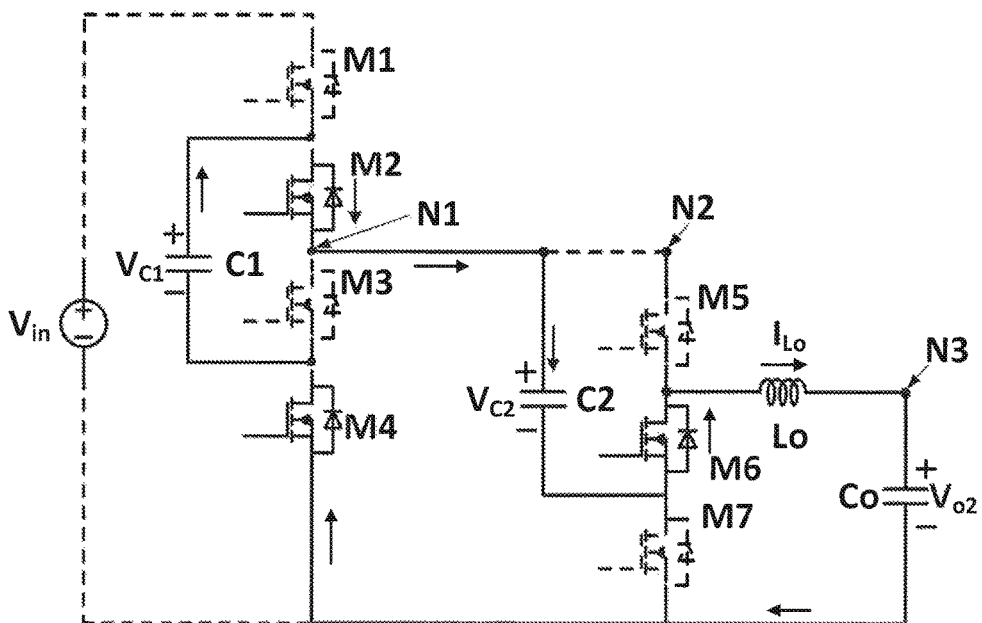 M1
M2
N1
N2
+
V_C1
−
C1
M3
M5
+
−
V_in
I_Lo
N3
+
V_C2
−
C2
M4
Lo
M6
+
Co
V_o2
−
M7